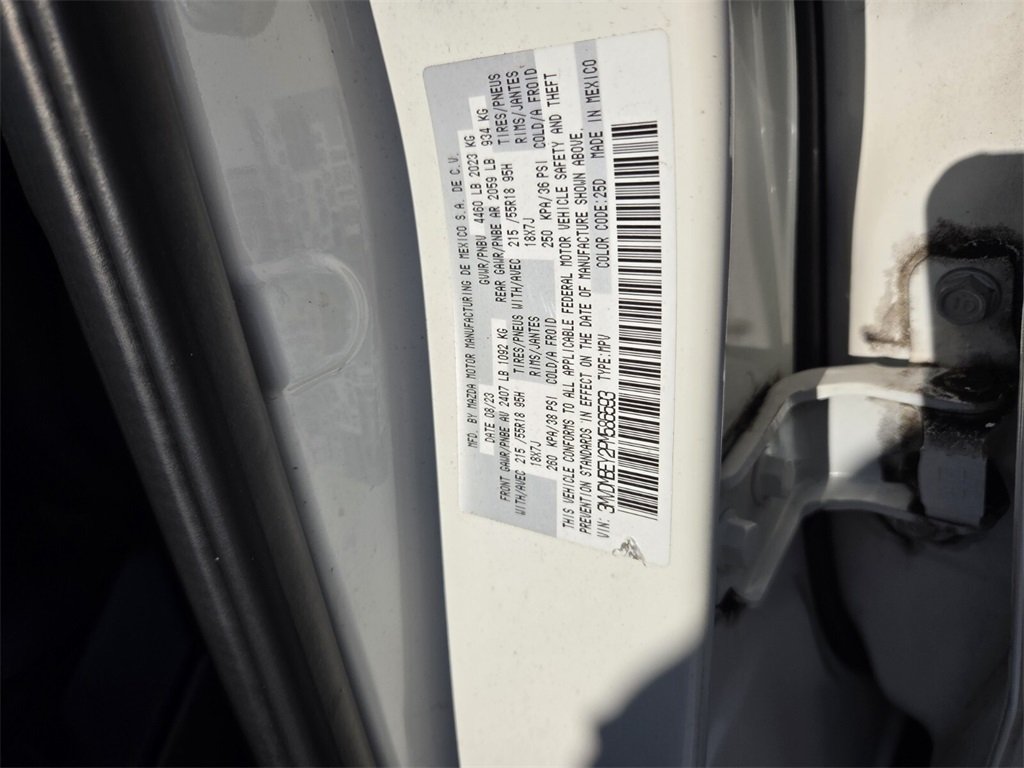 MFD. BY MAZDA MOTOR MANUFACTURING DE MEXICO S.A. DE C.V.
DATE 08/23 GVWR/PNBV 4460 LB 2023 KG
FRONT GAWR/PNBE AV 2407 LB 1092 KG REAR GAWR/PNBE AR 2059 LB 934 KG
WITH/AVEC 215/55R18 95H TIRES/PNEUS WITH/AVEC 215/55R18 95H TIRES/PNEUS
18X7J RIMS/JANTES 18X7J RIMS/JANTES
260 KPA/38 PSI COLD/A FROID 250 KPA/36 PSI COLD/A FROID
THIS VEHICLE CONFORMS TO ALL APPLICABLE FEDERAL MOTOR VEHICLE SAFETY AND THEFT
PREVENTION STANDARDS IN EFFECT ON THE DATE OF MANUFACTURE SHOWN ABOVE.
VIN: TYPE:MPV COLOR CODE:25D MADE IN MEXICO